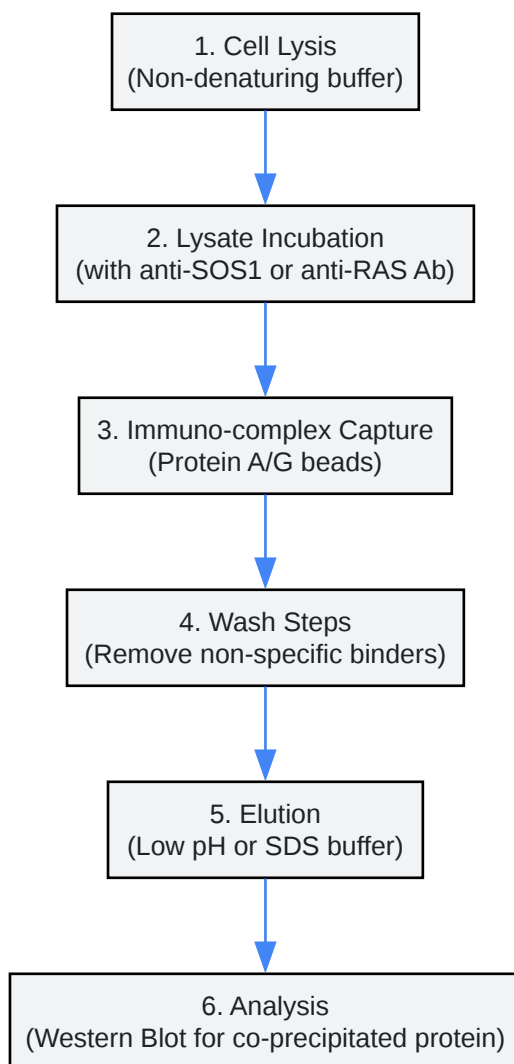 1. Cell Lysis
(Non-denaturing buffer)
2. Lysate Incubation
(with anti-SOS1 or anti-RAS Ab)
3. Immuno-complex Capture
(Protein A/G beads)
4. Wash Steps
(Remove non-specific binders)
5. Elution
(Low pH or SDS buffer)
6. Analysis
(Western Blot for co-precipitated protein)